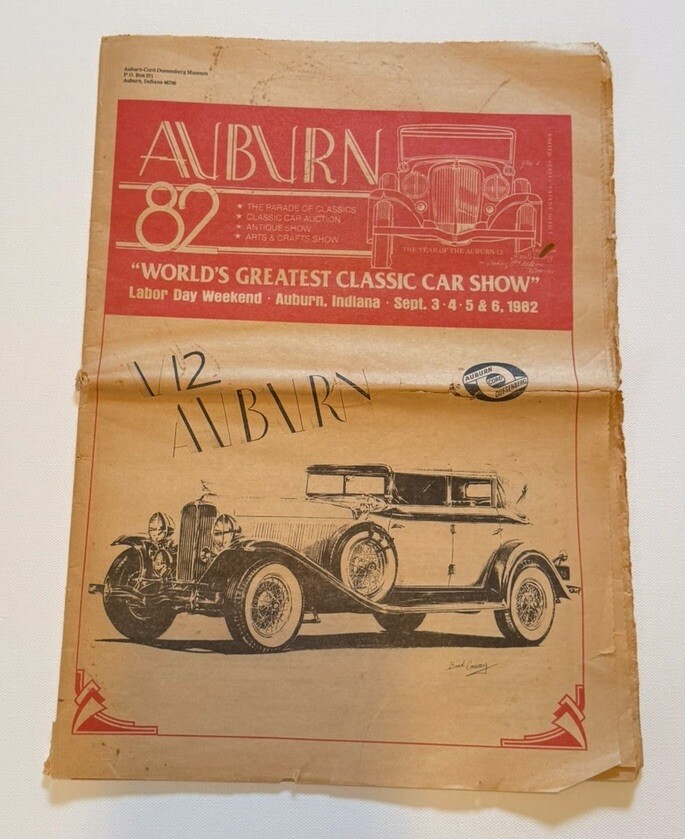 Auburn-Cord-Duesenberg Museum
P.O. Box 271
Auburn, Indiana 46706
AUBURN
82
★ THE PARADE OF CLASSICS
★ CLASSIC CAR AUCTION
★ ANTIQUE SHOW
★ ARTS & CRAFTS SHOW
THE YEAR OF THE AUBURN 12
"WORLD'S GREATEST CLASSIC CAR SHOW"
Labor Day Weekend · Auburn, Indiana · Sept. 3 · 4 · 5 & 6, 1982
V12
AUBURN
AUBURN
CORD
DUESENBERG